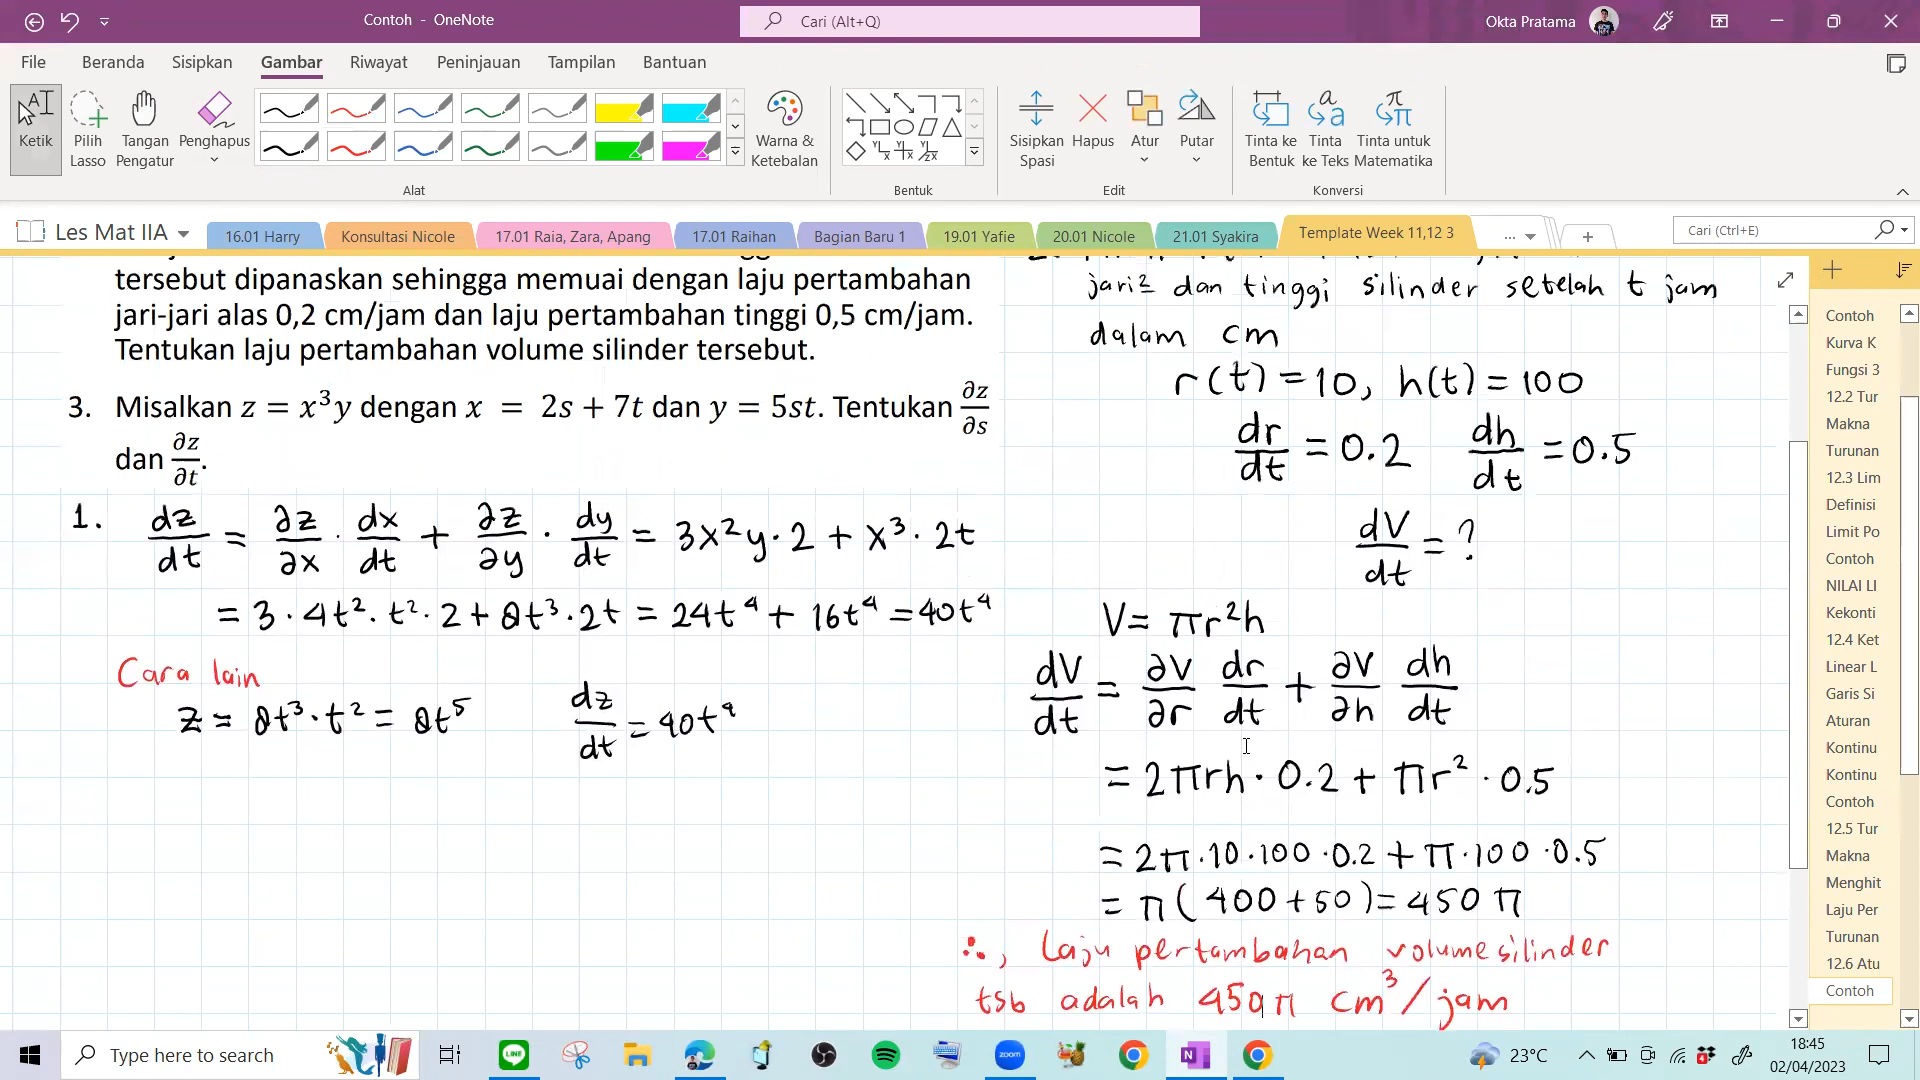 Contoh - OneNote
Cari (Alt+Q)
Okta Pratama
File Beranda Sisipkan Gambar Riwayat Peninjauan Tampilan Bantuan
Ketik
Pilih Lasso
Tangan Pengatur
Penghapus
Warna & Ketebalan
Sisipkan Spasi
Hapus
Atur
Putar
Tinta ke Bentuk
Tinta ke Teks
Tinta untuk Matematika
Alat
Bentuk
Edit
Konversi
Les Mat IIA
16.01 Harry
Konsultasi Nicole
17.01 Raia, Zara, Apang
17.01 Raihan
Bagian Baru 1
19.01 Yafie
20.01 Nicole
21.01 Syakira
Template Week 11,12 3
...
Cari (Ctrl+E)
tersebut dipanaskan sehingga memuai dengan laju pertambahan
jari-jari alas 0,2 cm/jam dan laju pertambahan tinggi 0,5 cm/jam.
Tentukan laju pertambahan volume silinder tersebut.
3. Misalkan z = x³y dengan x = 2s + 7t dan y = 5st. Tentukan ∂z/∂s
dan ∂z/∂t.
1. dz/dt = ∂z/∂x · dx/dt + ∂z/∂y · dy/dt = 3x²y·2 + x³·2t
= 3·4t²·t²·2 + 8t³·2t = 24t⁴ + 16t⁴ = 40t⁴
Cara lain
z = 8t³·t² = 8t⁵ dz/dt = 40t⁴
jari² dan tinggi silinder setelah t jam
dalam cm
r(t) = 10, h(t) = 100
dr/dt = 0.2 dh/dt = 0.5
dV/dt = ?
V = πr²h
dV/dt = ∂V/∂r dr/dt + ∂V/∂h dh/dt
= 2πrh · 0.2 + πr² · 0.5
= 2π·10·100·0.2 + π·100·0.5
= π(400+50) = 450π
∴, Laju pertambahan volume silinder
tsb adalah 450π cm³/jam
Contoh
Kurva K
Fungsi 3
12.2 Tur
Makna
Turunan
12.3 Lim
Definisi
Limit Po
Contoh
NILAI LI
Kekonti
12.4 Ket
Linear L
Garis Si
Aturan
Kontinu
Kontinu
Contoh
12.5 Tur
Makna
Menghit
Laju Per
Turunan
12.6 Atu
Contoh
Type here to search
LINE
zoom
23°C
4
18:45
02/04/2023